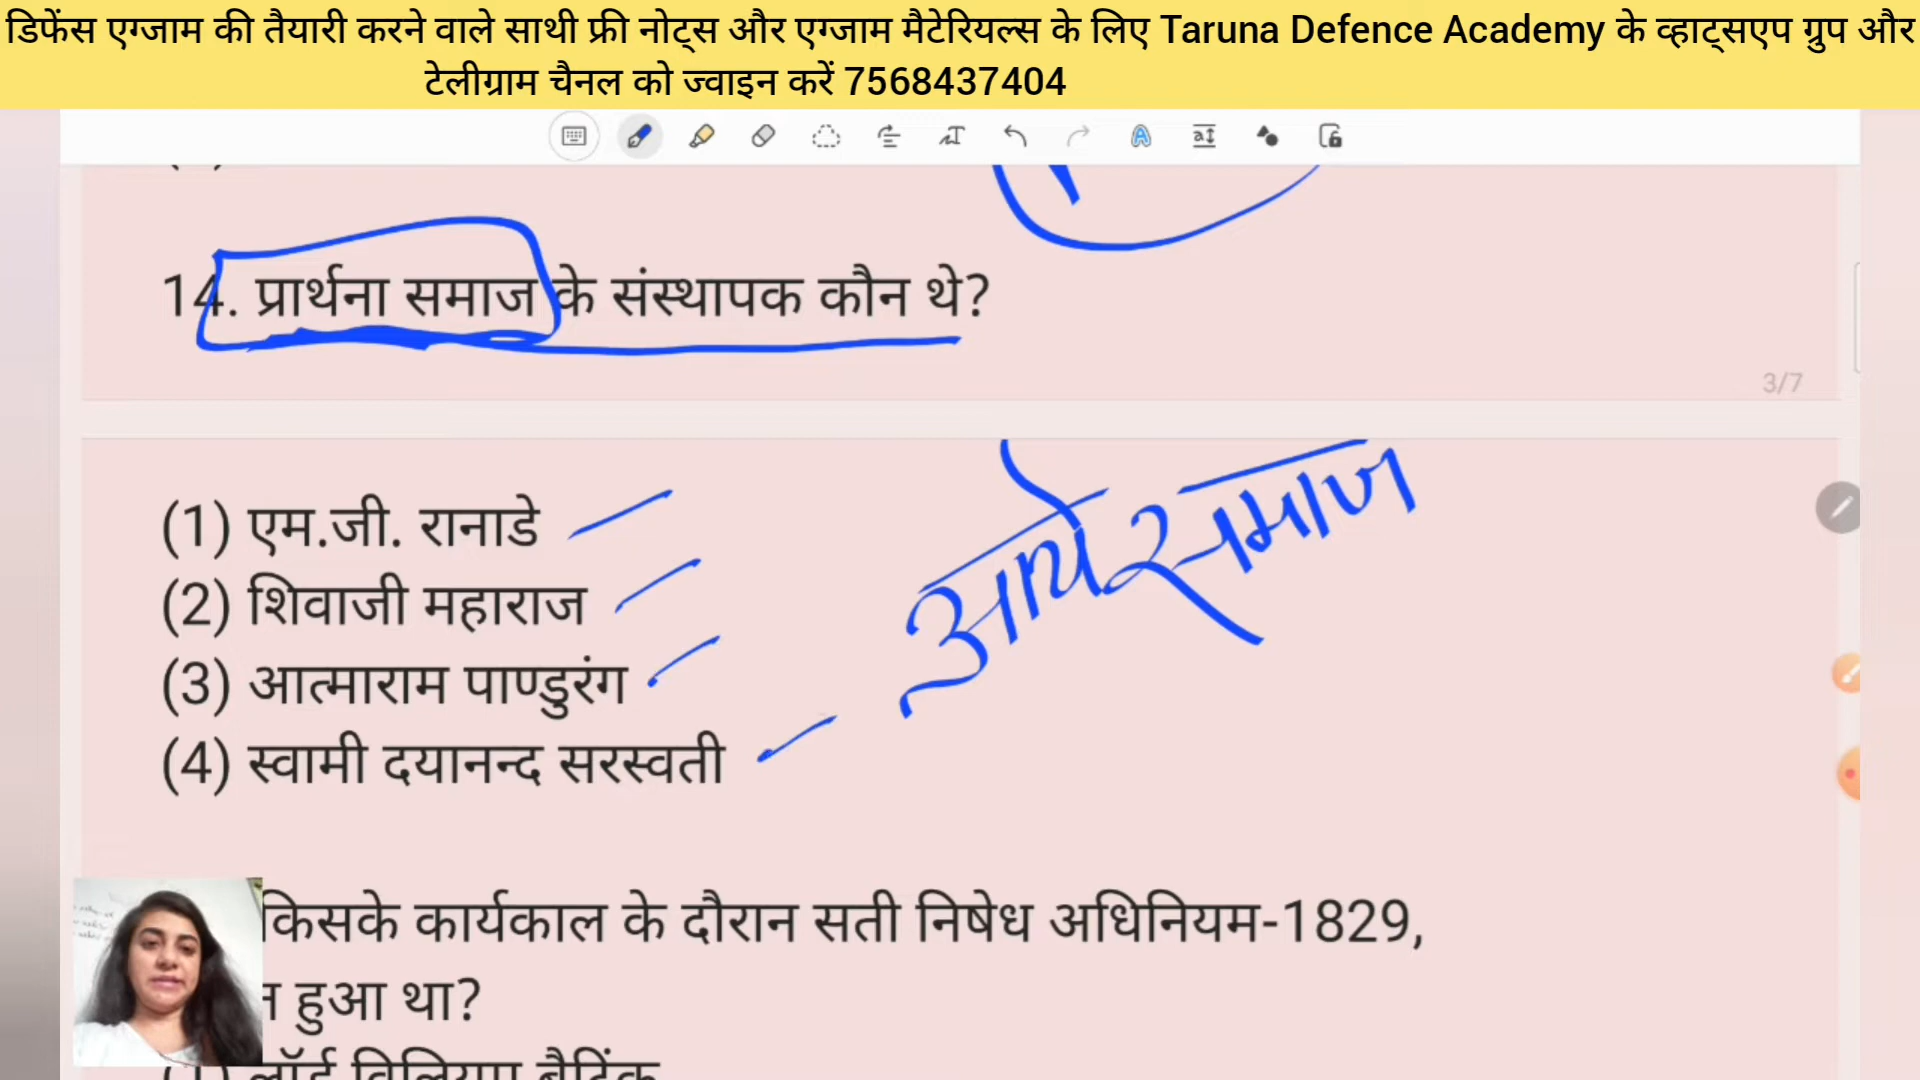 डिफेंस एग्जाम की तैयारी करने वाले साथी फ्री नोट्स और एग्जाम मैटेरियल्स के लिए Taruna Defence Academy के व्हाट्सएप ग्रुप और
टेलीग्राम चैनल को ज्वाइन करें 7568437404
14. प्रार्थना समाज के संस्थापक कौन थे?
3/7
(1) एम.जी. रानाडे
(2) शिवाजी महाराज
(3) आत्माराम पाण्डुरंग
(4) स्वामी दयानन्द सरस्वती
समाज
किसके कार्यकाल के दौरान सती निषेध अधिनियम-1829,
हुआ था?
(1) लॉर्ड विलियम बैटिंक